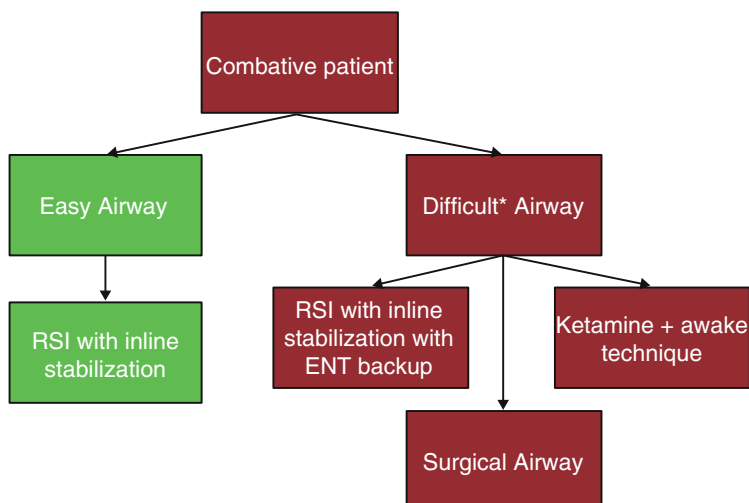 Combative patient
Easy Airway
Difficult* Airway
RSI with inline
stabilization
RSI with inline
stabilization with
ENT backup
Ketamine + awake
technique
Surgical Airway